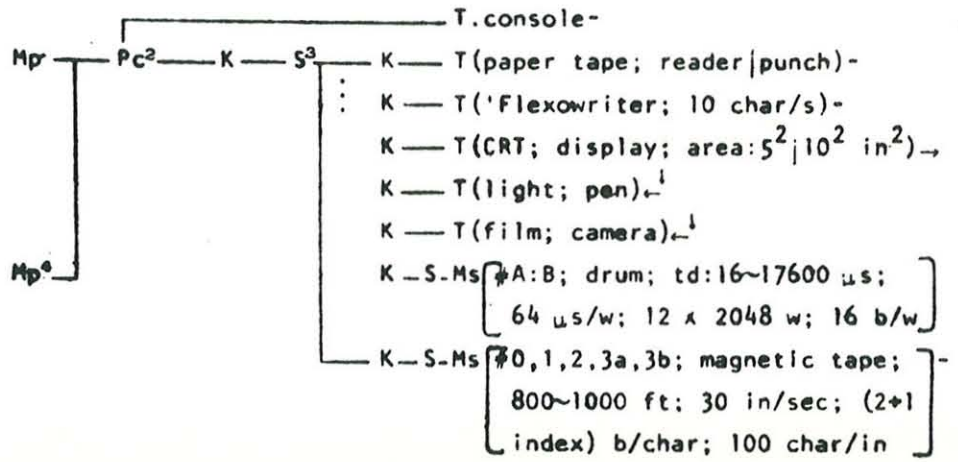 T.console-
Mp — Pc² — K — S³ — K — T(paper tape; reader|punch)-
K — T('Flexowriter; 10 char/s)-
K — T(CRT; display; area:5²|10² in²)→
K — T(light; pen)←
K — T(film; camera)←
Mp⁴
K - S - Ms[#A:B; drum; td:16~17600 µs;
64 µs/w; 12 x 2048 w; 16 b/w]
K - S - Ms[#0,1,2,3a,3b; magnetic tape;]-
800~1000 ft; 30 in/sec; (2+1
index) b/char; 100 char/in